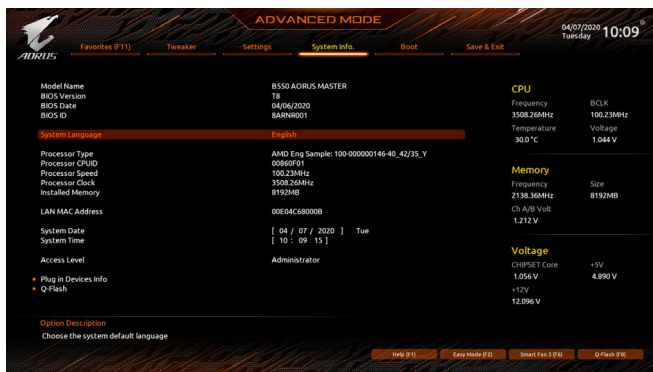 ADVANCED MODE
04/07/2020
Tuesday
10:09
AORUS
Favorites (F11) Tweaker Settings System Info. Boot Save & Exit
Model Name B550 AORUS MASTER
BIOS Version T8
BIOS Date 04/06/2020
BIOS ID 8ARNR001
System Language English
Processor Type AMD Eng Sample: 100-000000146-40_42/35_Y
Processor CPUID 00860F01
Processor Speed 100.23MHz
Processor Clock 3508.26MHz
Installed Memory 8192MB
LAN MAC Address 00E04C68000B
System Date [ 04 / 07 / 2020 ] Tue
System Time [ 10 : 09 : 15 ]
Access Level Administrator
Plug in Devices Info
Q-Flash
Option Description
Choose the system default language
CPU
Frequency BCLK
3508.26MHz 100.23MHz
Temperature Voltage
30.0 °C 1.044 V
Memory
Frequency Size
2138.36MHz 8192MB
Ch A/B Volt
1.212 V
Voltage
CHIPSET Core +5V
1.056 V 4.890 V
+12V
12.096 V
Help (F1) Easy Mode (F2) Smart Fan 5 (F6) Q-Flash (F8)